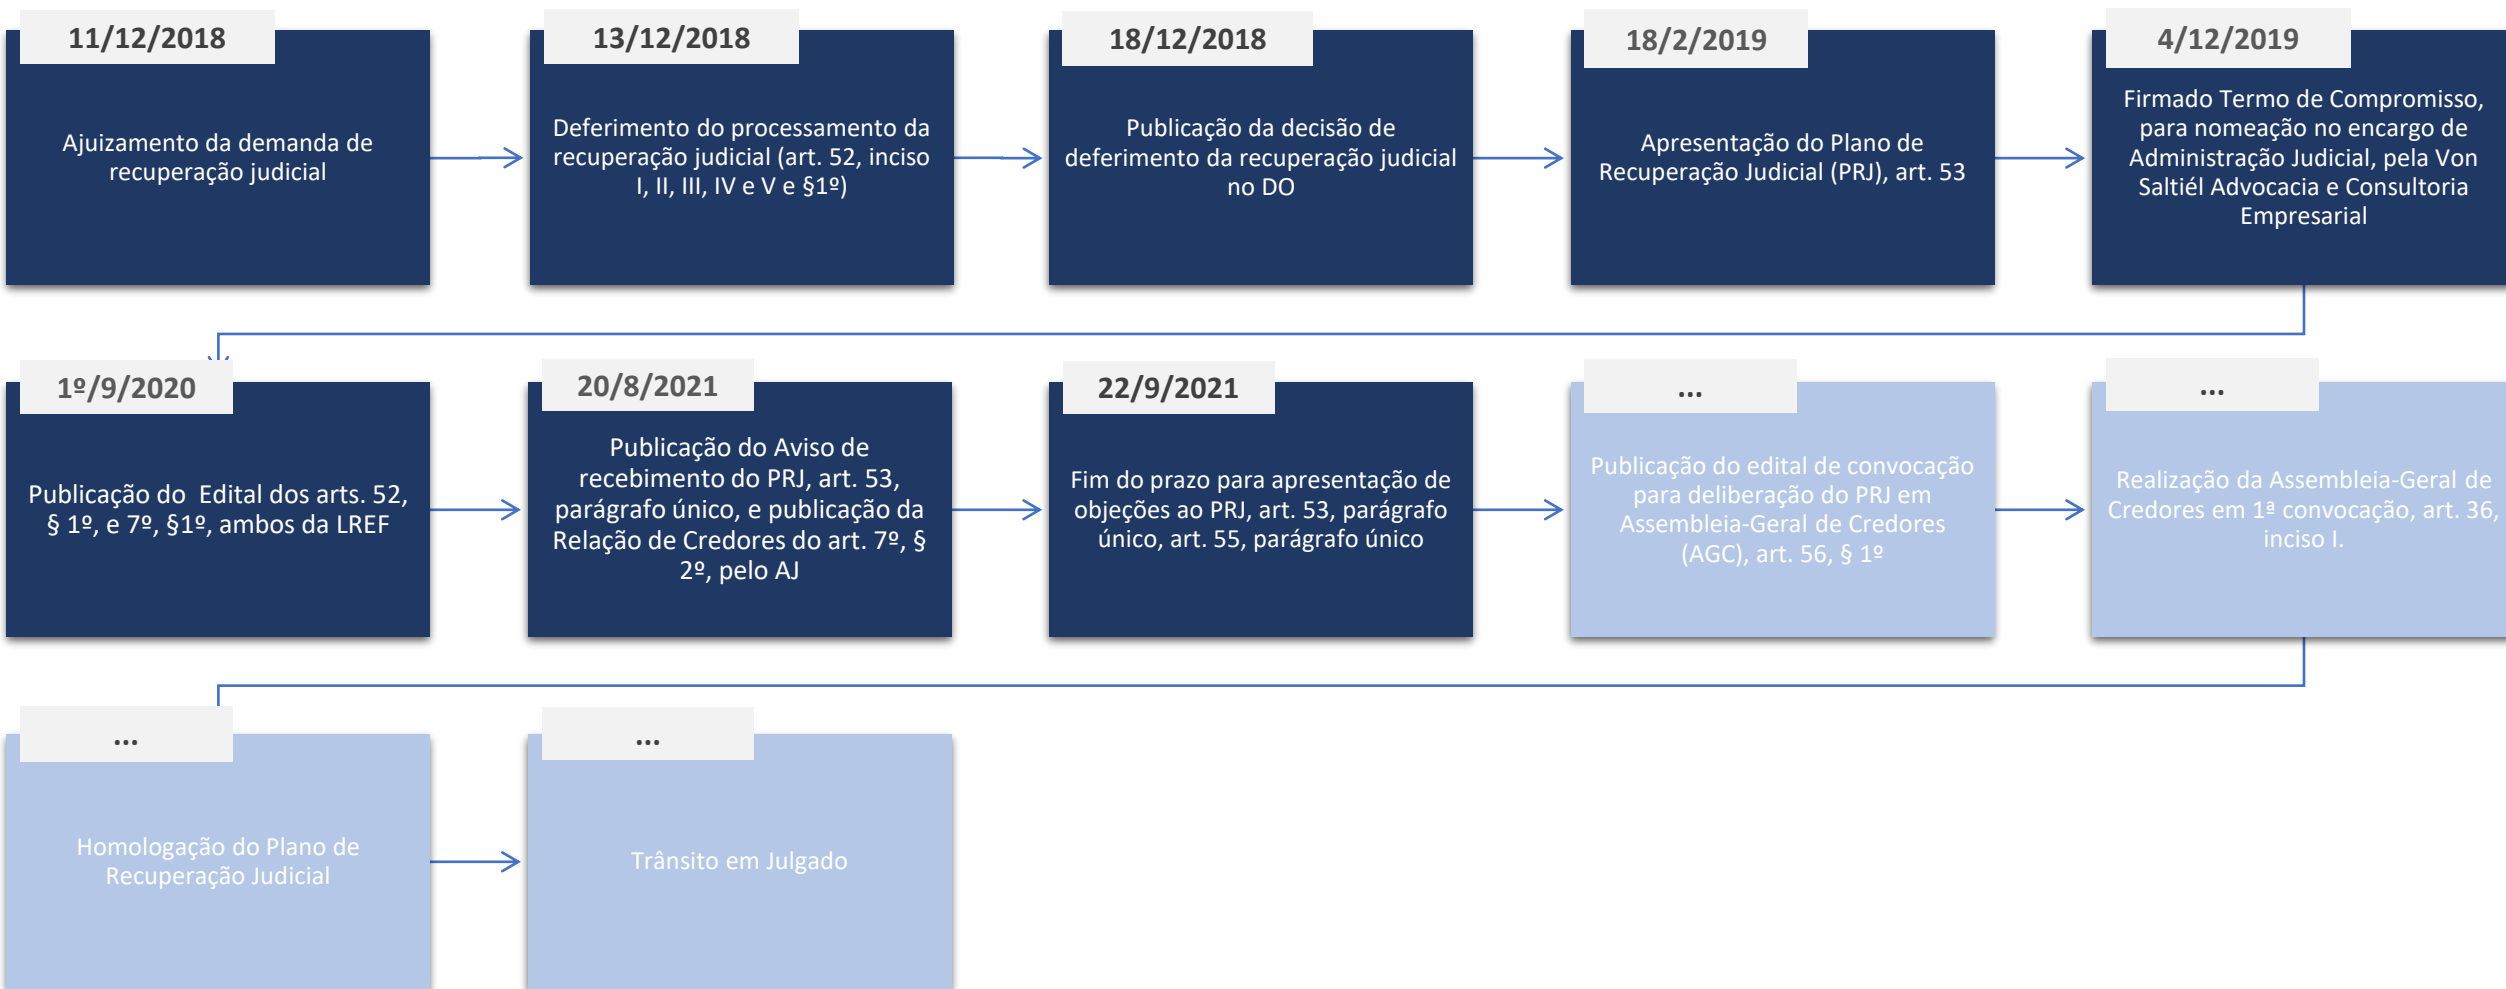 11/12/2018
Ajuizamento da demanda de
recuperação judicial
13/12/2018
Deferimento do processamento da
recuperação judicial (art. 52, inciso
I, II, III, IV e V e §1º)
18/12/2018
Publicação da decisão de
deferimento da recuperação judicial
no DO
18/2/2019
Apresentação do Plano de
Recuperação Judicial (PRJ), art. 53
4/12/2019
Firmado Termo de Compromisso,
para nomeação no encargo de
Administração Judicial, pela Von
Saltiél Advocacia e Consultoria
Empresarial
1º/9/2020
Publicação do  Edital dos arts. 52,
§ 1º, e 7º, §1º, ambos da LREF
20/8/2021
Publicação do Aviso de
recebimento do PRJ, art. 53,
parágrafo único, e publicação da
Relação de Credores do art. 7º, §
2º, pelo AJ
22/9/2021
Fim do prazo para apresentação de
objeções ao PRJ, art. 53, parágrafo
único, art. 55, parágrafo único
...
Publicação do edital de convocação
para deliberação do PRJ em
Assembleia-Geral de Credores
(AGC), art. 56, § 1º
...
Realização da Assembleia-Geral de
Credores em 1ª convocação, art. 36,
inciso I.
...
Homologação do Plano de
Recuperação Judicial
...
Trânsito em Julgado